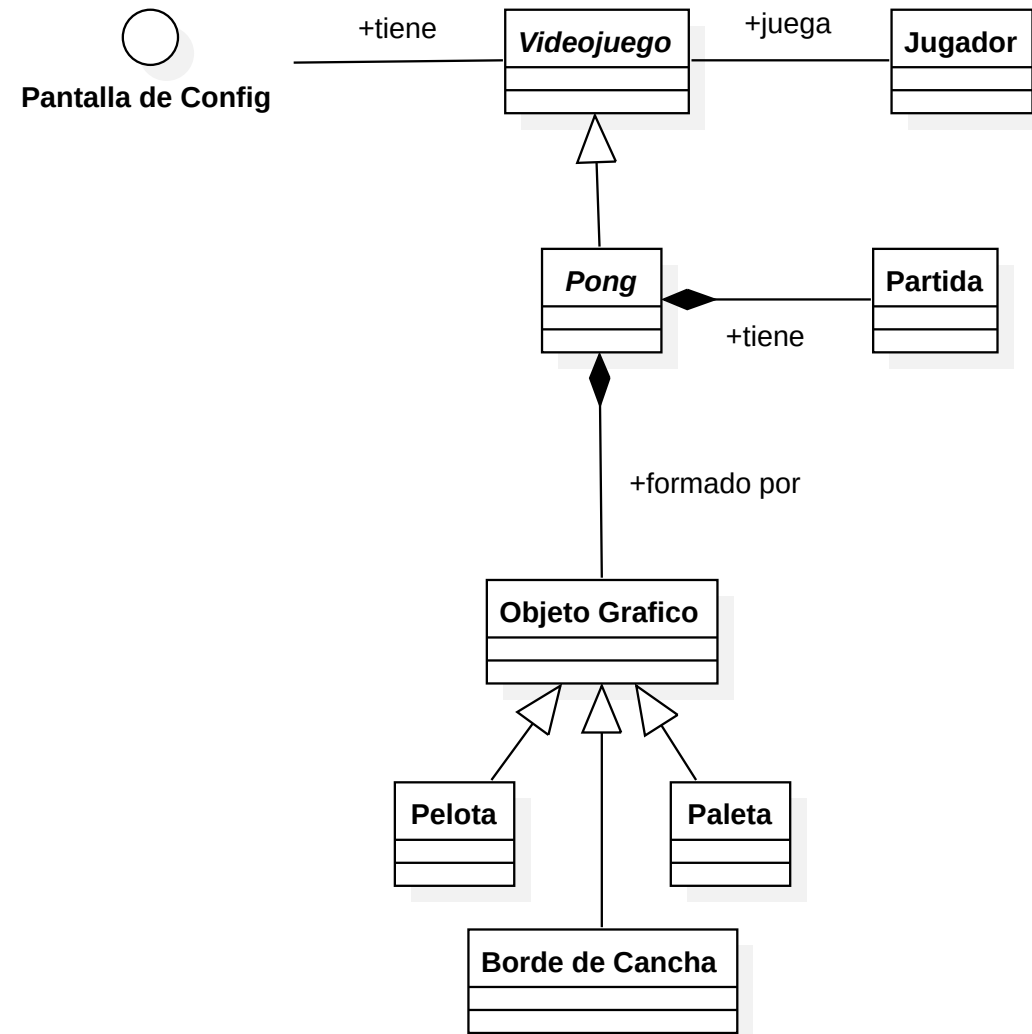 +tiene
Videojuego
+juega
Jugador
Pantalla de Config
Pong
Partida
+tiene
+formado por
Objeto Grafico
Pelota
Paleta
Borde de Cancha